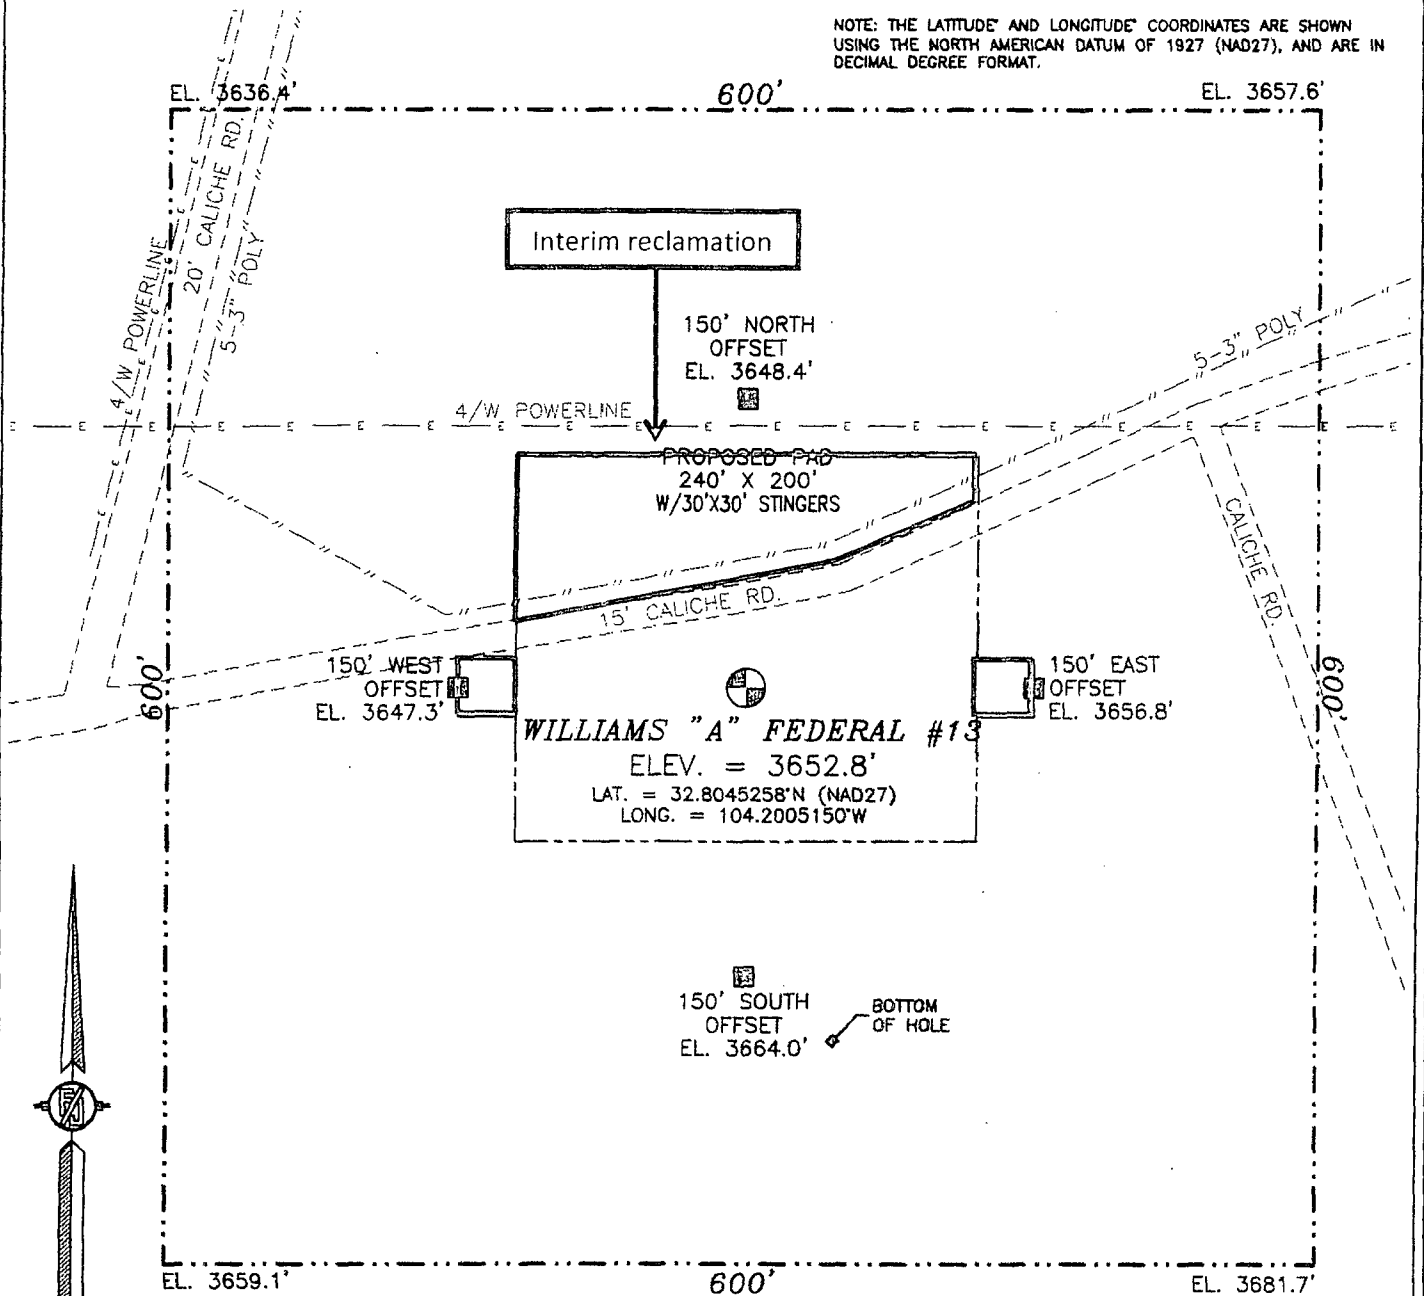 NOTE: THE LATITUDE AND LONGITUDE COORDINATES ARE SHOWN
USING THE NORTH AMERICAN DATUM OF 1927 (NAD27), AND ARE IN
DECIMAL DEGREE FORMAT.
EL. 3636.4'
600'
EL. 3657.6'
4/W POWERLINE
20' CALICHE RD.
5-3" POLY
Interim reclamation
150' NORTH
OFFSET
EL. 3648.4'
5-3" POLY
4/W POWERLINE
E E E E E E E E E E E E E E E E E E E
PROPOSED PAD
240' X 200'
W/30'X30' STINGERS
CALICHE RD.
15' CALICHE RD.
600'
150' WEST
OFFSET
EL. 3647.3'
150' EAST
OFFSET
EL. 3656.8'
600'
WILLIAMS "A" FEDERAL #13
ELEV. = 3652.8'
LAT. = 32.8045258°N (NAD27)
LONG. = 104.2005150°W
150' SOUTH
OFFSET
EL. 3664.0'
BOTTOM
OF HOLE
EL. 3659.1'
600'
EL. 3681.7'